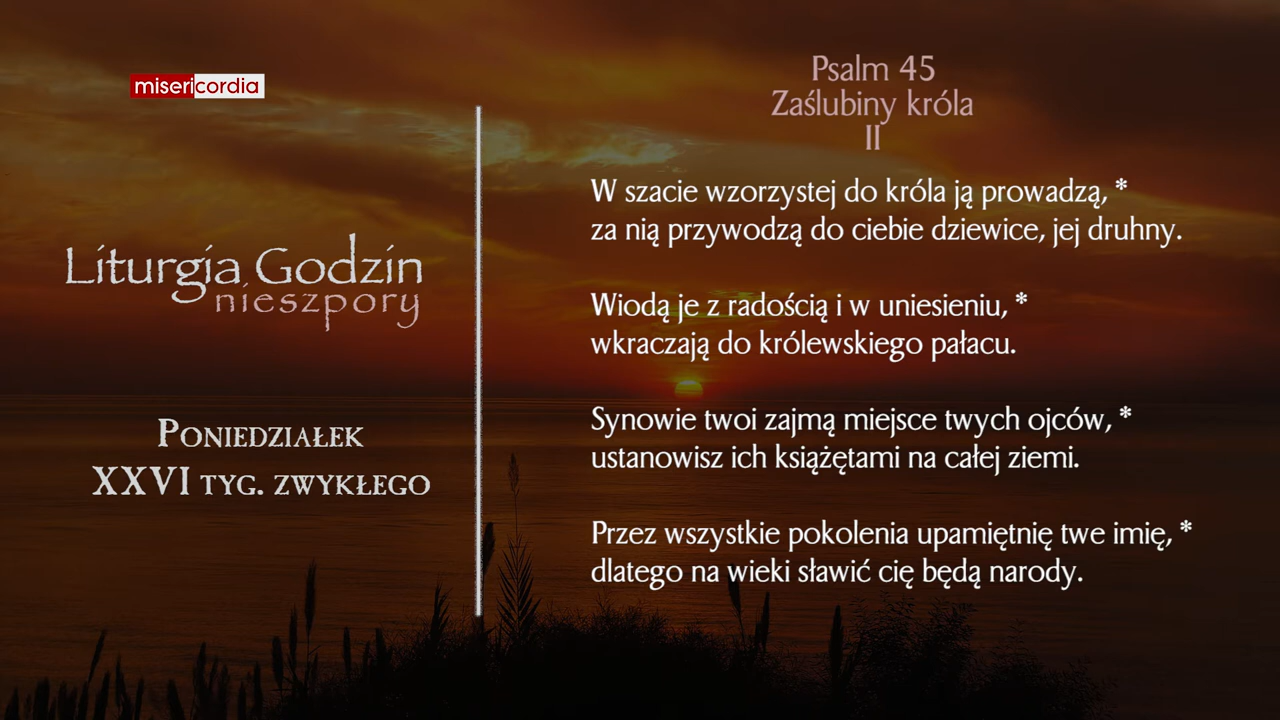 misericordia
Liturgia Godzin
nieszpory
Poniedziałek
XXVI tyg. zwykłego
Psalm 45
Zaślubiny króla
II
W szacie wzorzystej do króla ją prowadzą, *
za nią przywodzą do ciebie dziewice, jej druhny.
Wiodą je z radością i w uniesieniu, *
wkraczają do królewskiego pałacu.
Synowie twoi zajmą miejsce twych ojców, *
ustanowisz ich książętami na całej ziemi.
Przez wszystkie pokolenia upamiętnię twe imię, *
dlatego na wieki sławić cię będą narody.